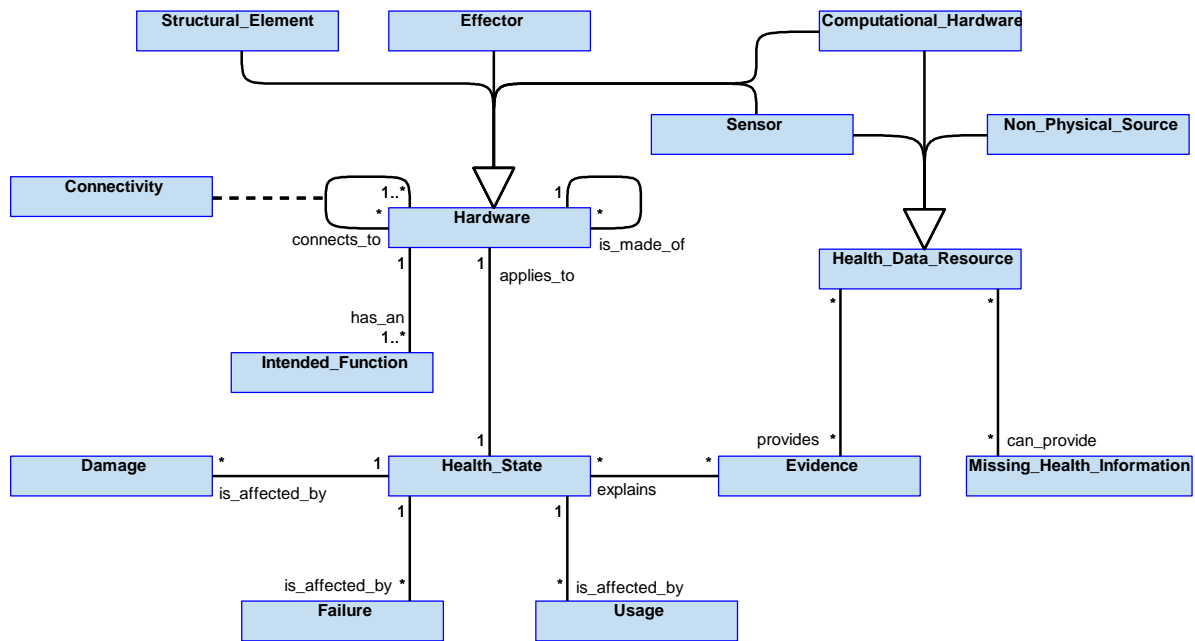 Structural_Element
Effector
Computational_Hardware
Sensor
Non_Physical_Source
Connectivity
1..*
1
*
Hardware
*
connects_to
is_made_of
1
1
applies_to
Health_Data_Resource
*
*
has_an
1..*
Intended_Function
1
provides
*
*
can_provide
Damage
*
1
Health_State
*
*
Evidence
Missing_Health_Information
is_affected_by
explains
1
1
is_affected_by
*
*
is_affected_by
Failure
Usage